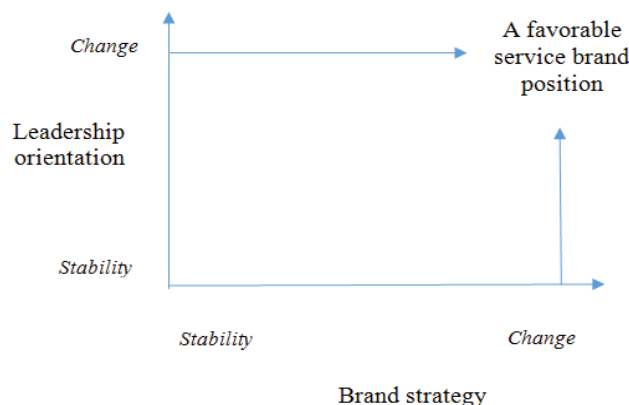 A favorable
service brand
position
Change
Leadership
orientation
Stability
Stability
Change
Brand strategy